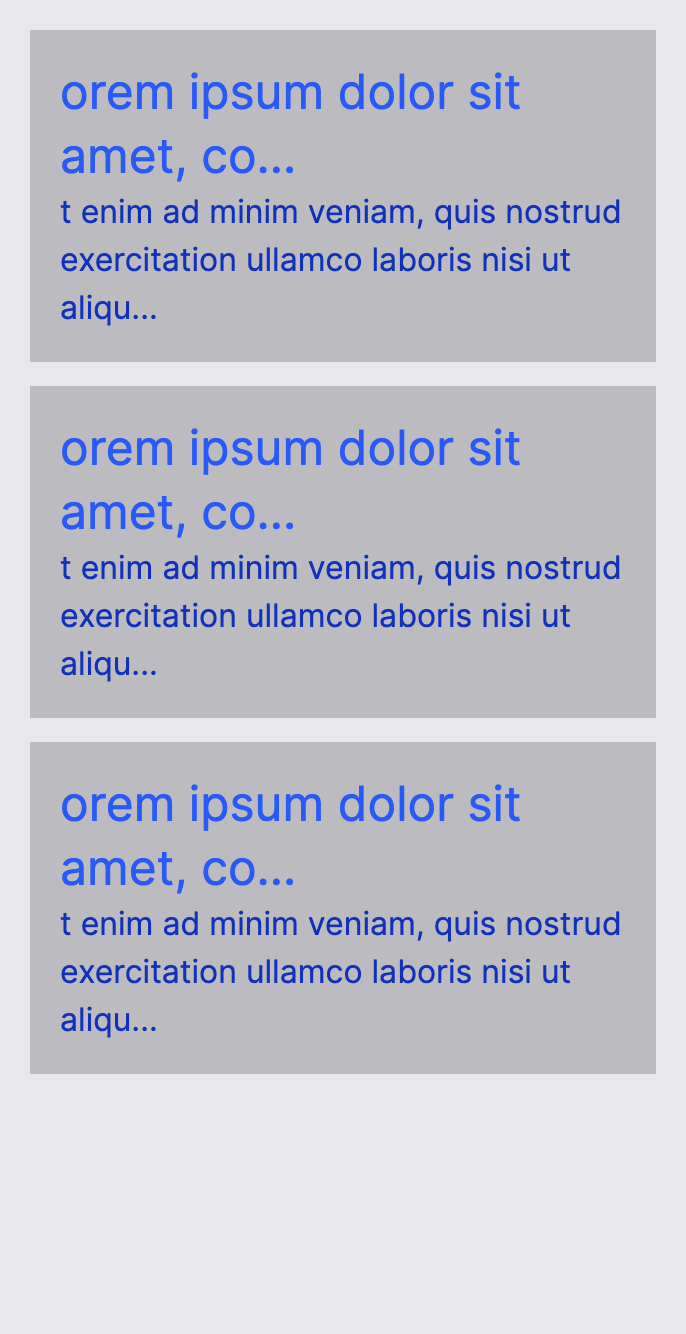 orem ipsum dolor sit
amet, co...
t enim ad minim veniam, quis nostrud
exercitation ullamco laboris nisi ut
aliqu...
orem ipsum dolor sit
amet, co...
t enim ad minim veniam, quis nostrud
exercitation ullamco laboris nisi ut
aliqu...
orem ipsum dolor sit
amet, co...
t enim ad minim veniam, quis nostrud
exercitation ullamco laboris nisi ut
aliqu...